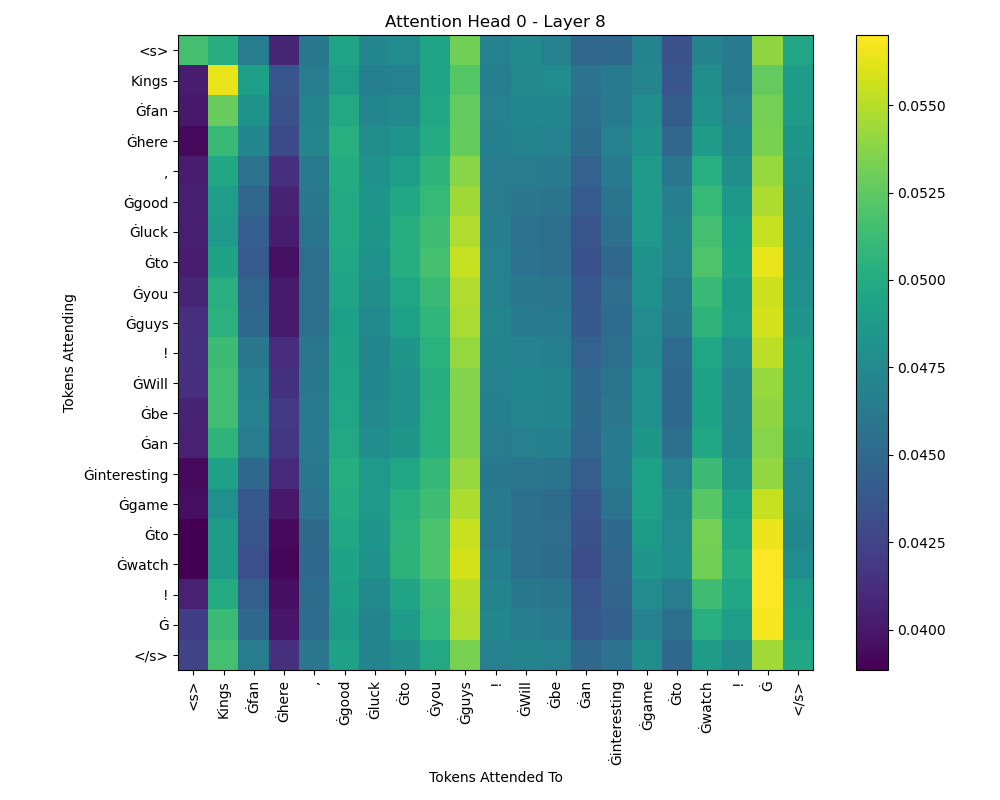 Attention Head 0 - Layer 8
<s>
Kings
Ġfan
Ġhere
,
Ġgood
Ġluck
Ġto
Ġyou
Ġguys
!
ĠWill
Ġbe
Ġan
Ġinteresting
Ġgame
Ġto
Ġwatch
!
Ġ
</s>
Tokens Attending
<s>
Kings
Ġfan
Ġhere
,
Ġgood
Ġluck
Ġto
Ġyou
Ġguys
!
ĠWill
Ġbe
Ġan
Ġinteresting
Ġgame
Ġto
Ġwatch
!
Ġ
</s>
Tokens Attended To
0.0550
0.0525
0.0500
0.0475
0.0450
0.0425
0.0400